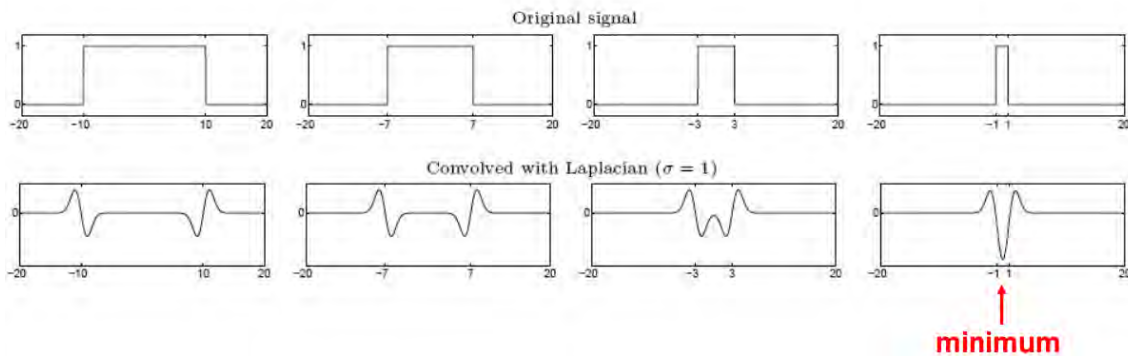 Original signal
1 1 1 1
0 0 0 0
−20 −10 10 20 −20 −7 7 20 −20 −3 3 20 −20 −1 1 20
Convolved with Laplacian (σ = 1)
0 0 0 0
−20 −10 10 20 −20 −7 7 20 −20 −3 3 20 −20 −1 1 20
minimum